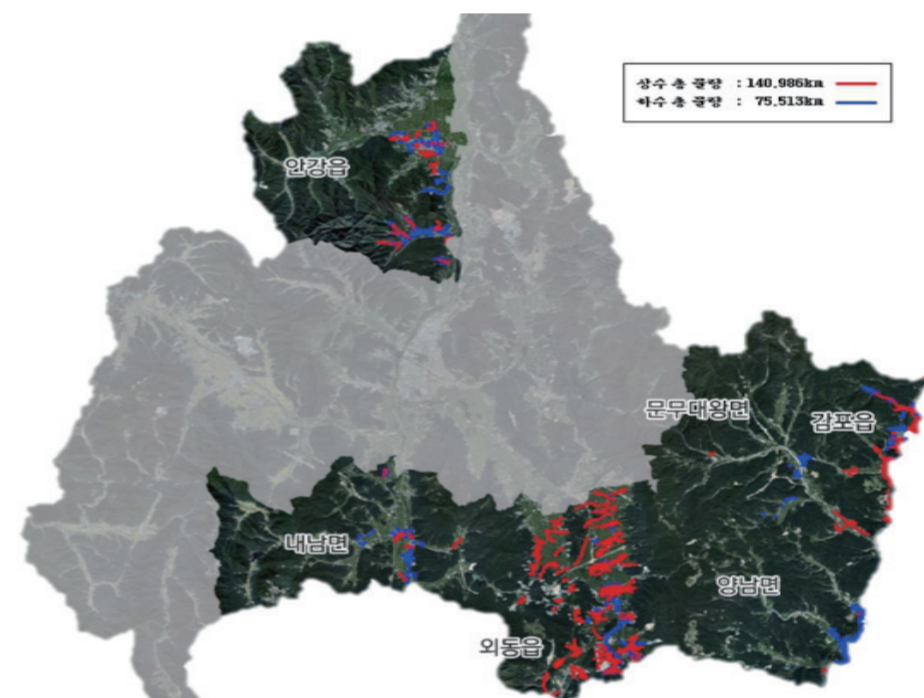 상수 총 물량 : 140,986km
하수 총 물량 : 75,513km
안강읍
문무대왕면
감포읍
내남면
양남면
외동읍